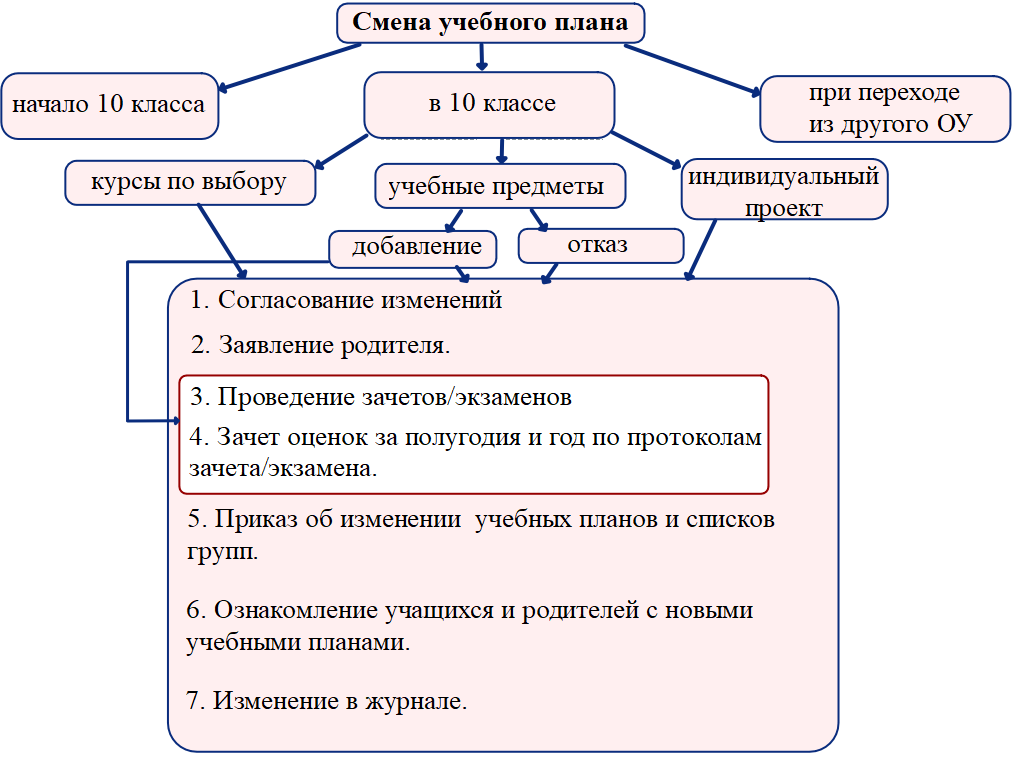 Смена учебного плана
начало 10 класса
в 10 классе
при переходе
из другого ОУ
курсы по выбору
учебные предметы
индивидуальный
проект
добавление
отказ
1. Согласование изменений
2. Заявление родителя.
3. Проведение зачетов/экзаменов
4. Зачет оценок за полугодия и год по протоколам
зачета/экзамена.
5. Приказ об изменении учебных планов и списков
групп.
6. Ознакомление учащихся и родителей с новыми
учебными планами.
7. Изменение в журнале.